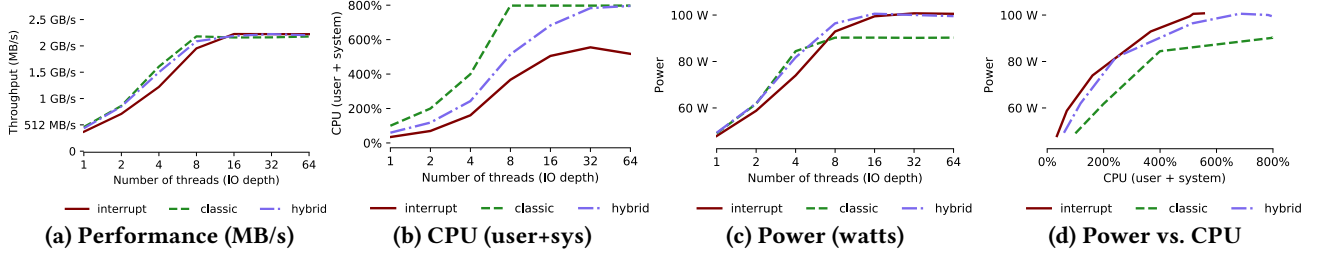 Throughput (MB/s)
2.5 GB/s
2 GB/s
1.5 GB/s
1 GB/s
512 MB/s
0
1 2 4 8 16 32 64
Number of threads (IO depth)
interrupt classic hybrid
(a) Performance (MB/s)
CPU (user + system)
800%
600%
400%
200%
0%
1 2 4 8 16 32 64
Number of threads (IO depth)
interrupt classic hybrid
(b) CPU (user+sys)
Power
100 W
80 W
60 W
1 2 4 8 16 32 64
Number of threads (IO depth)
interrupt classic hybrid
(c) Power (watts)
Power
100 W
80 W
60 W
0% 200% 400% 600% 800%
CPU (user + system)
interrupt classic hybrid
(d) Power vs. CPU